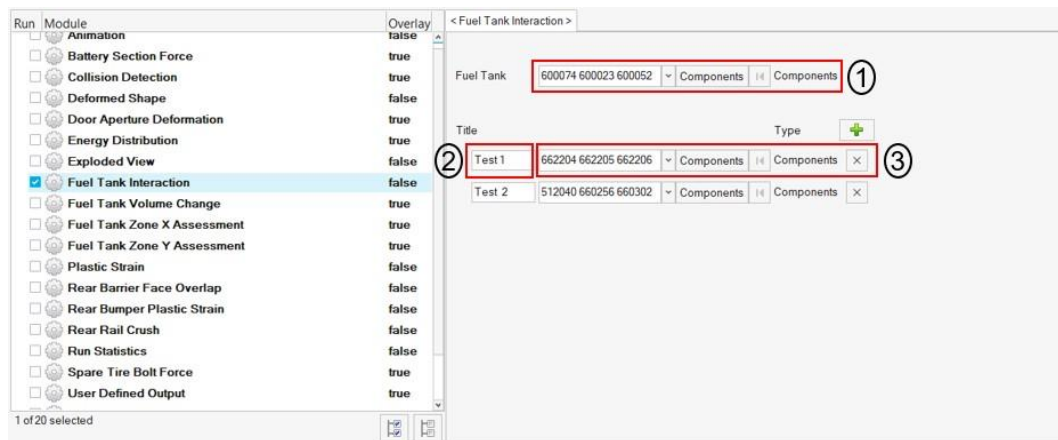 Run Module Overlay
Animation false
Battery Section Force true
Collision Detection true
Deformed Shape false
Door Aperture Deformation true
Energy Distribution true
Exploded View false
Fuel Tank Interaction false
Fuel Tank Volume Change true
Fuel Tank Zone X Assessment true
Fuel Tank Zone Y Assessment true
Plastic Strain false
Rear Barrier Face Overlap false
Rear Bumper Plastic Strain false
Rear Rail Crush false
Run Statistics false
Spare Tire Bolt Force true
User Defined Output true
1 of 20 selected
< Fuel Tank Interaction >
Fuel Tank 600074 600023 600052 Components Components 1
Title Type
2 Test 1 662204 662205 662206 Components Components 3
Test 2 512040 660256 660302 Components Components